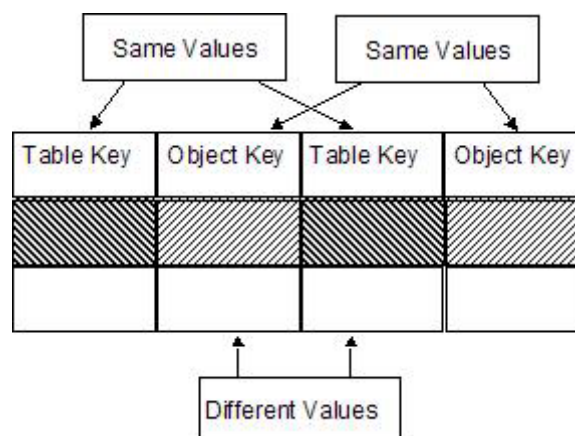 Same Values
Same Values
Table Key
Object Key
Table Key
Object Key
Different Values